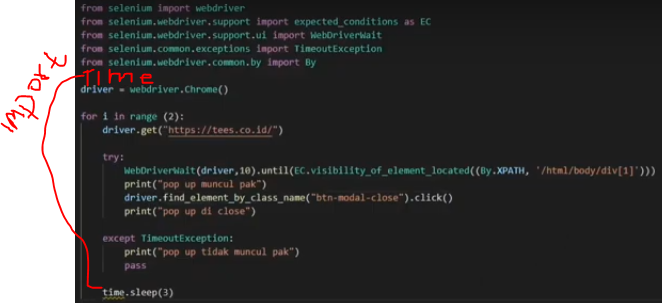 from selenium import webdriver
from selenium.webdriver.support import expected_conditions as EC
from selenium.webdriver.support.ui import WebDriverWait
from selenium.common.exceptions import TimeoutException
from selenium.webdriver.common.by import By
import Time
driver = webdriver.Chrome()
for i in range (2):
driver.get("https://tees.co.id/")
try:
WebDriverWait(driver,10).until(EC.visibility_of_element_located((By.XPATH, '/html/body/div[1]')))
print("pop up muncul pak")
driver.find_element_by_class_name("btn-modal-close").click()
print("pop up di close")
except TimeoutException:
print("pop up tidak muncul pak")
pass
time.sleep(3)